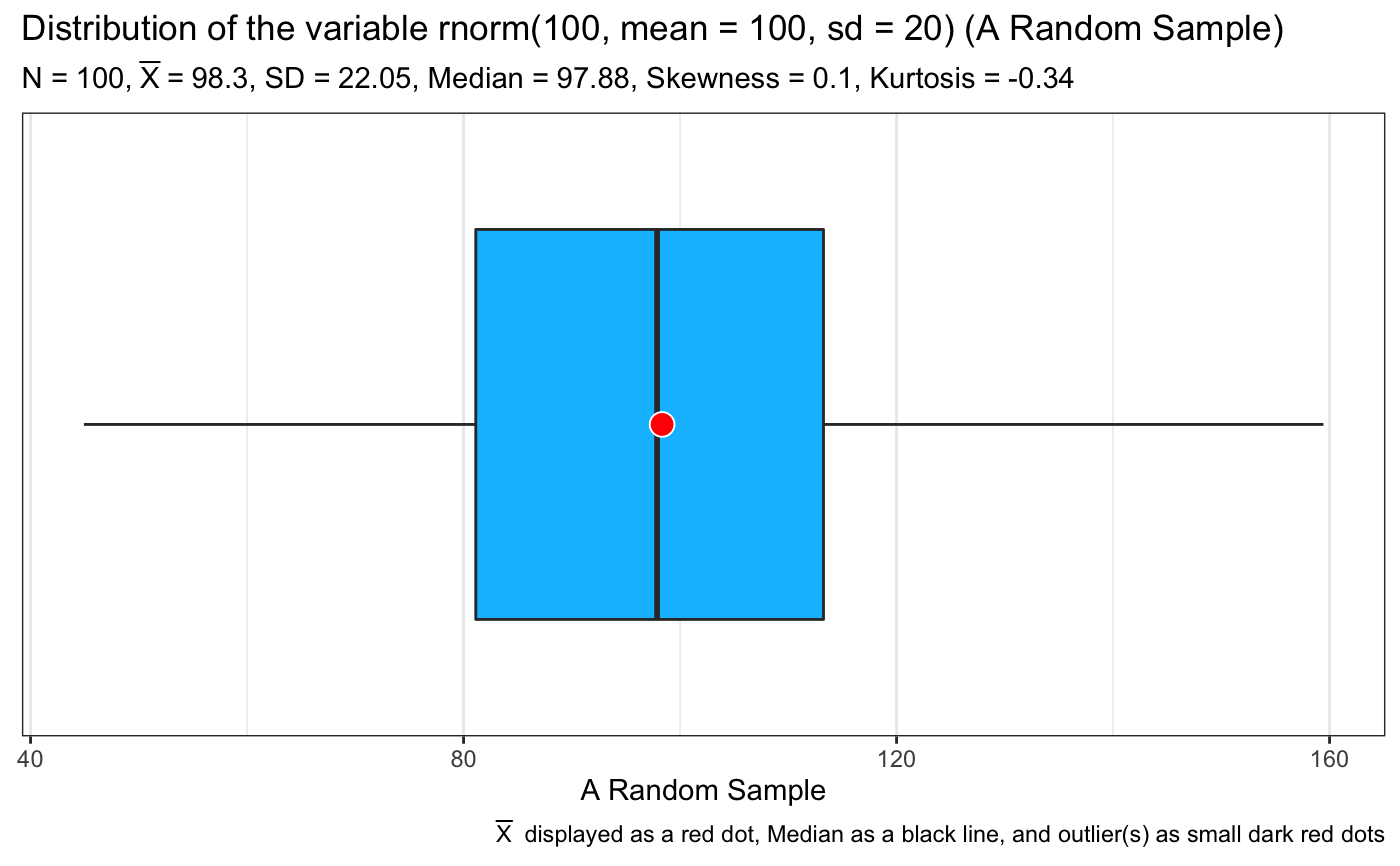 Distribution of the variable rnorm(100, mean = 100, sd = 20) (A Random Sample)
N = 100, X̅ = 98.3, SD = 22.05, Median = 97.88, Skewness = 0.1, Kurtosis = -0.34
40 80 120 160
A Random Sample
X̅ displayed as a red dot, Median as a black line, and outlier(s) as small dark red dots